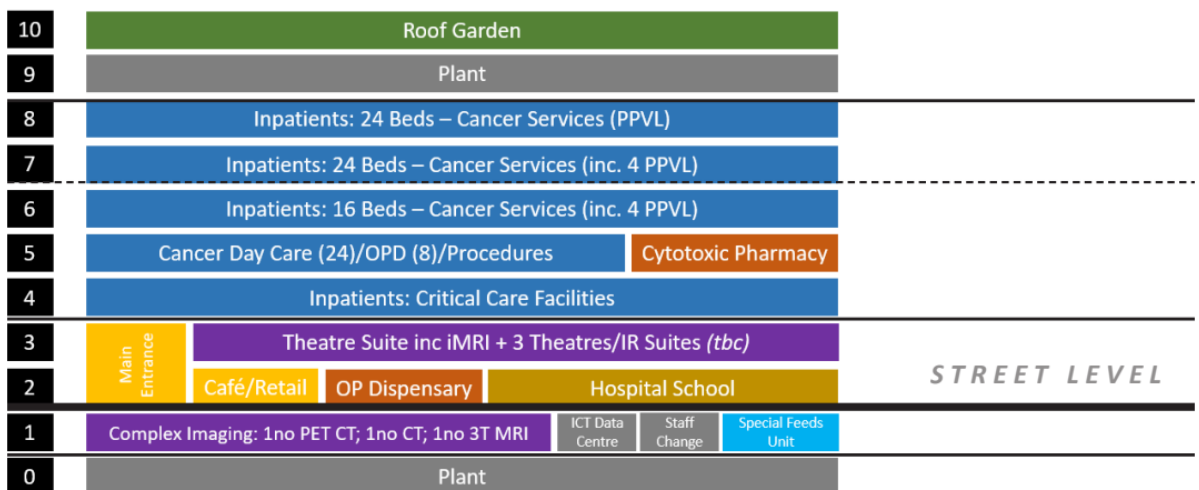 10
Roof Garden
9
Plant
8
Inpatients: 24 Beds – Cancer Services (PPVL)
7
Inpatients: 24 Beds – Cancer Services (inc. 4 PPVL)
6
Inpatients: 16 Beds – Cancer Services (inc. 4 PPVL)
5
Cancer Day Care (24)/OPD (8)/Procedures
Cytotoxic Pharmacy
4
Inpatients: Critical Care Facilities
3
Main
Entrance
Theatre Suite inc iMRI + 3 Theatres/IR Suites (tbc)
2
Café/Retail
OP Dispensary
Hospital School
STREET LEVEL
1
Complex Imaging: 1no PET CT; 1no CT; 1no 3T MRI
ICT Data
Centre
Staff
Change
Special Feeds
Unit
0
Plant